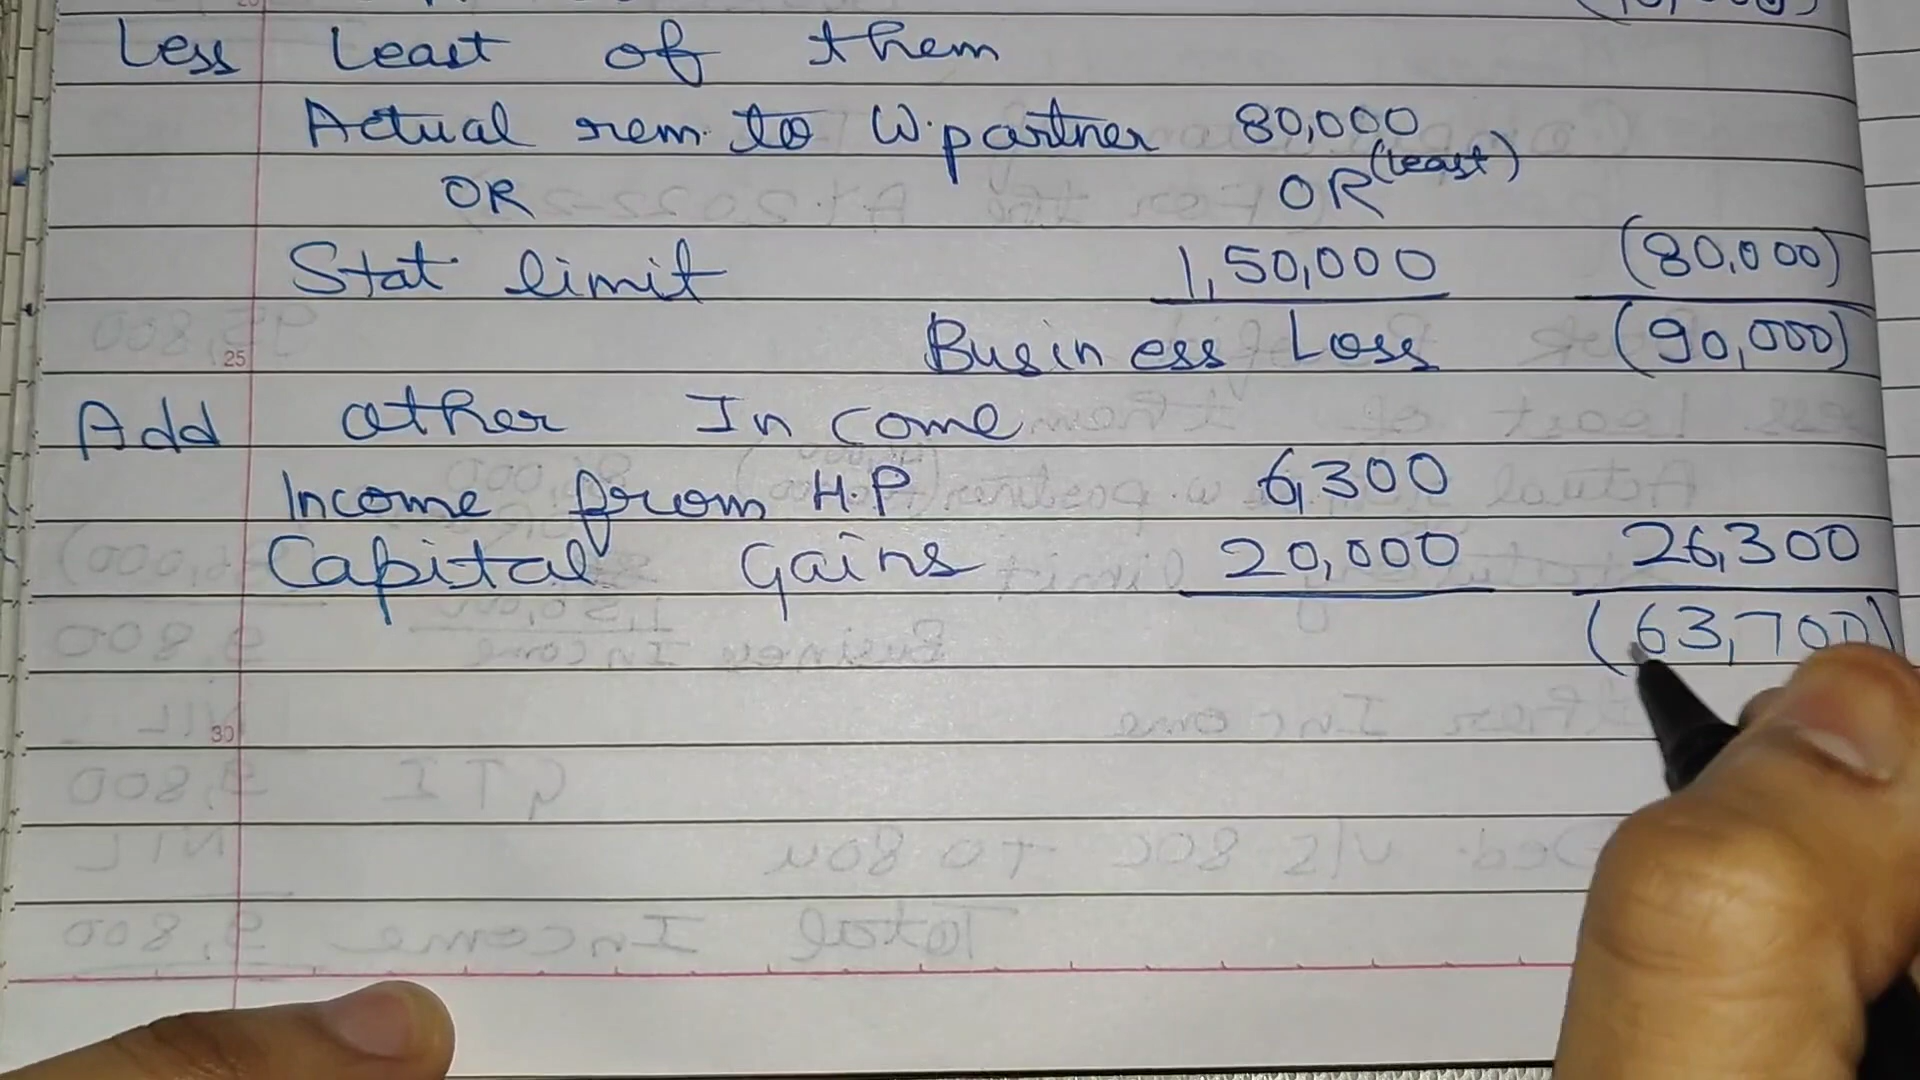 Less Least of them
Actual rem. to W.partner 80,000
OR OR (Least)
Stat limit 1,50,000 (80,000)
Business Loss (90,000)
25
Add other Income
Income from H.P 6,300
Capital Gains 20,000 26,300
(63,700)
30